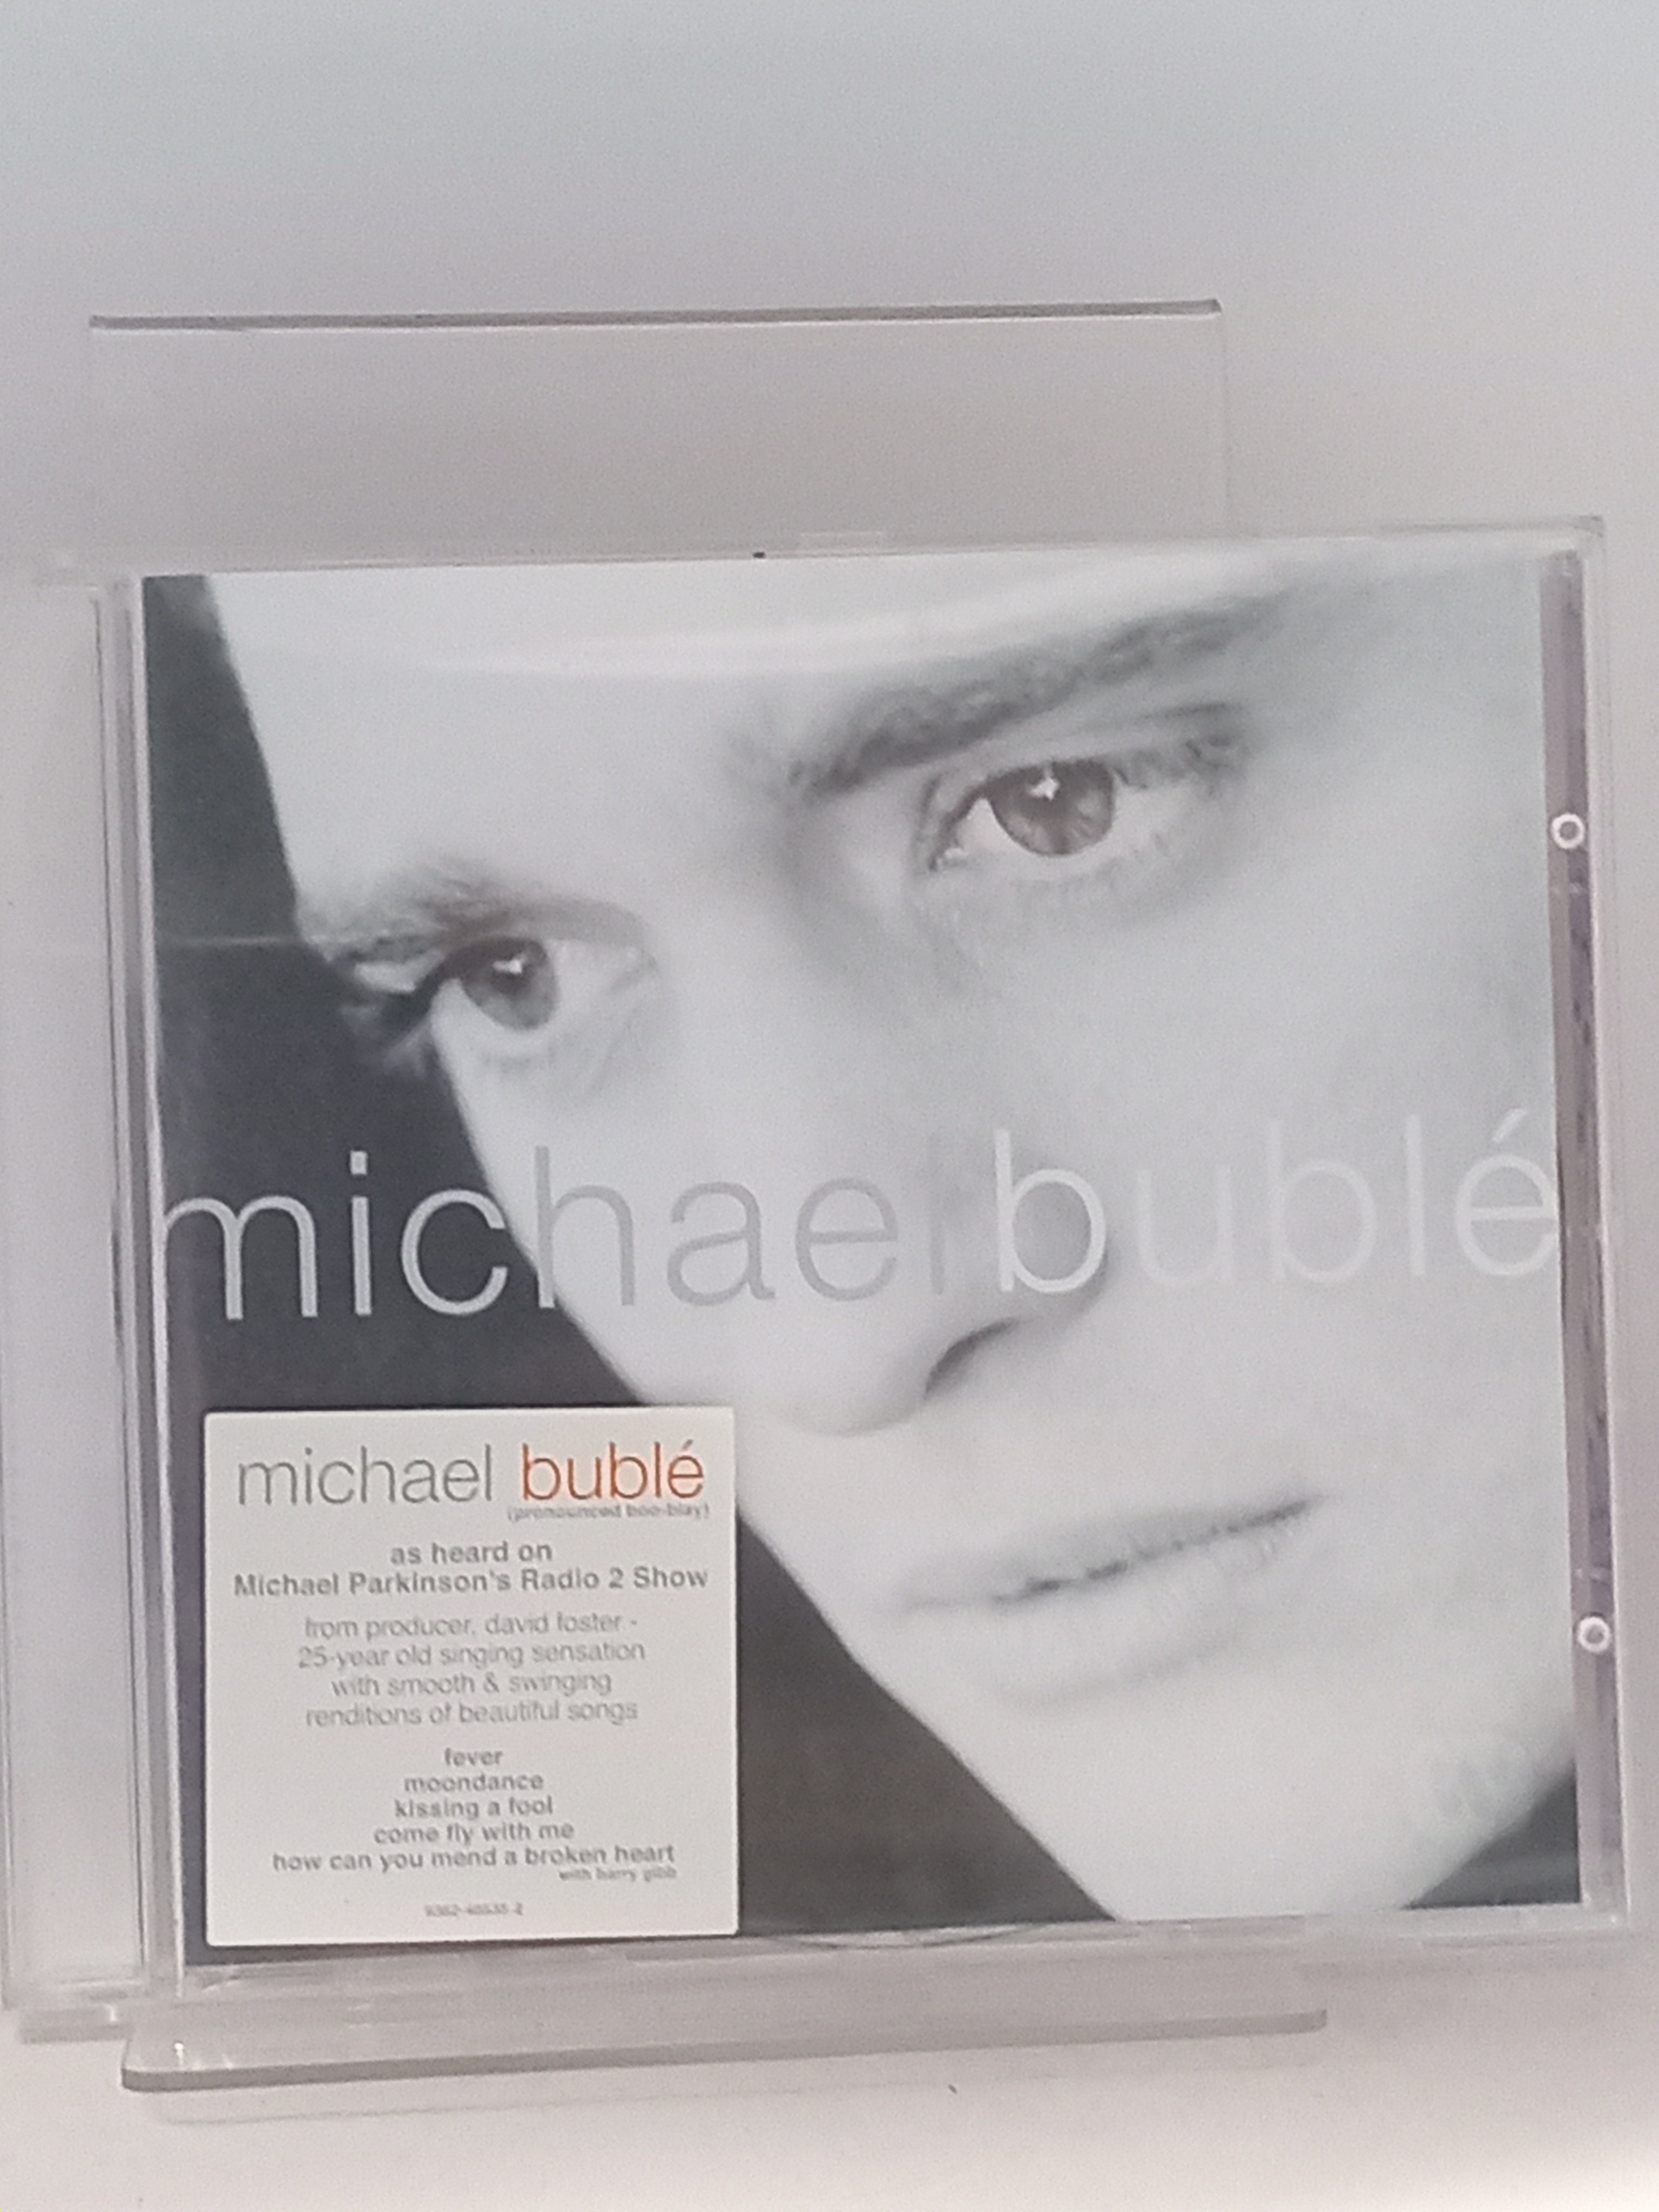 michael bublé
michael bublé
(pronounced boo-blay)
as heard on
Michael Parkinson's Radio 2 Show
from producer, david foster -
25-year old singing sensation
with smooth & swinging
renditions of beautiful songs
fever
moondance
kissing a fool
come fly with me
how can you mend a broken heart
with barry gibb